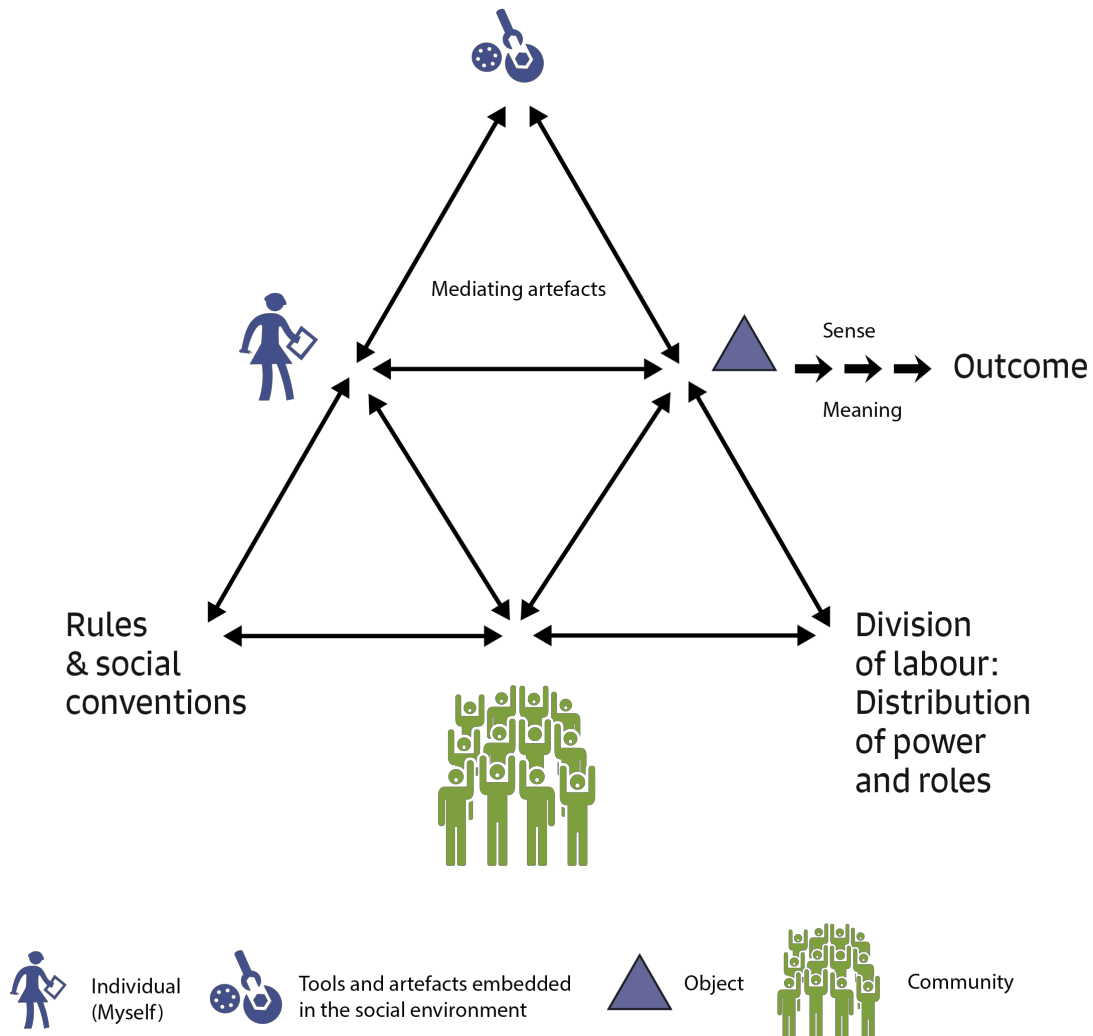 Mediating artefacts
Sense
Outcome
Meaning
Rules
& social
conventions
Division
of labour:
Distribution
of power
and roles
Individual
(Myself)
Tools and artefacts embedded
in the social environment
Object
Community